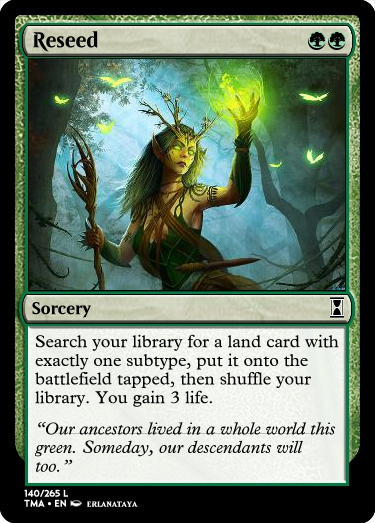 Reseed
Sorcery
Search your library for a land card with
exactly one subtype, put it onto the
battlefield tapped, then shuffle your
library. You gain 3 life.
“Our ancestors lived in a whole world this
green. Someday, our descendants will
too.”
140/265 L
TMA • EN ERLANATAYA